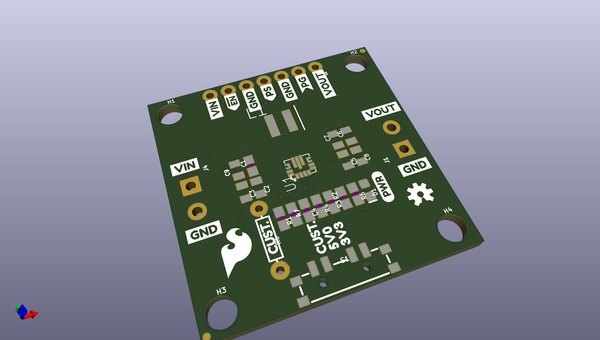 H1
H2
VIN
EN
GND
PS
GND
PG
VOUT
VOUT
GND
VIN
GND
U1
PWR
CUST.
CUST.
5V0
3V3
H3
H4